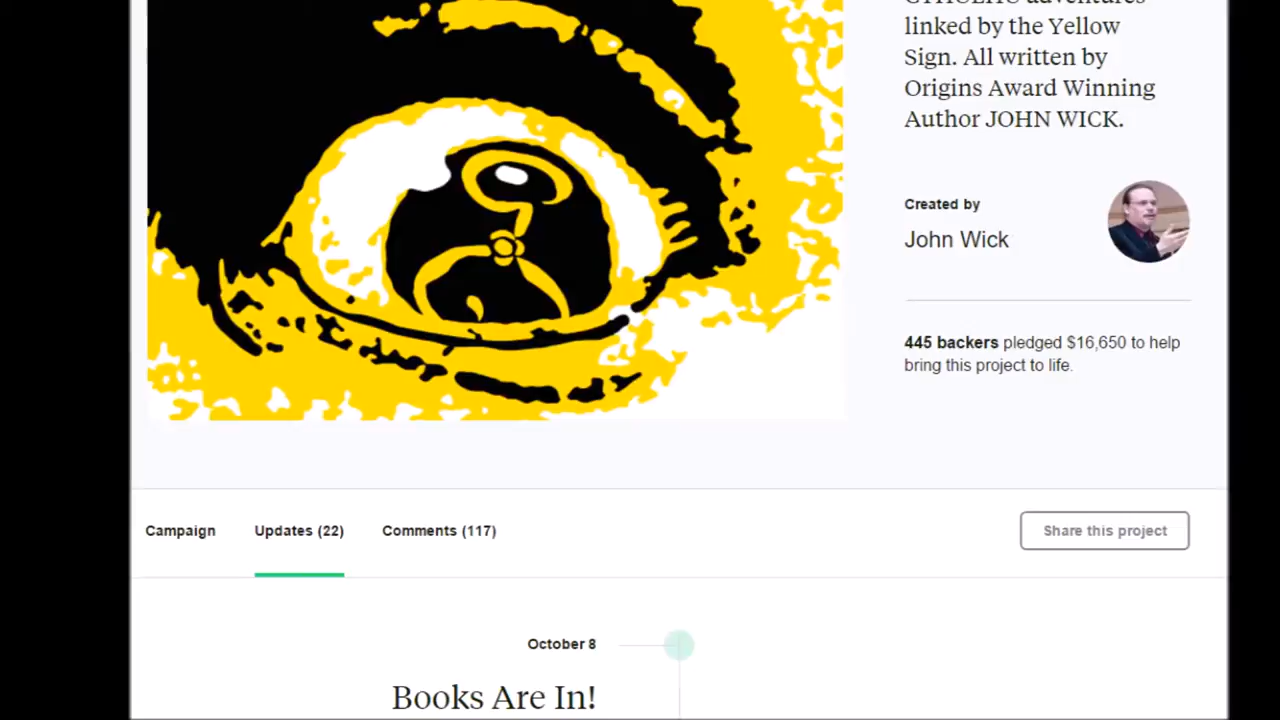 linked by the Yellow
Sign. All written by
Origins Award Winning
Author JOHN WICK.
Created by
John Wick
445 backers pledged $16,650 to help
bring this project to life.
Campaign
Updates (22)
Comments (117)
Share this project
October 8
Books Are In!